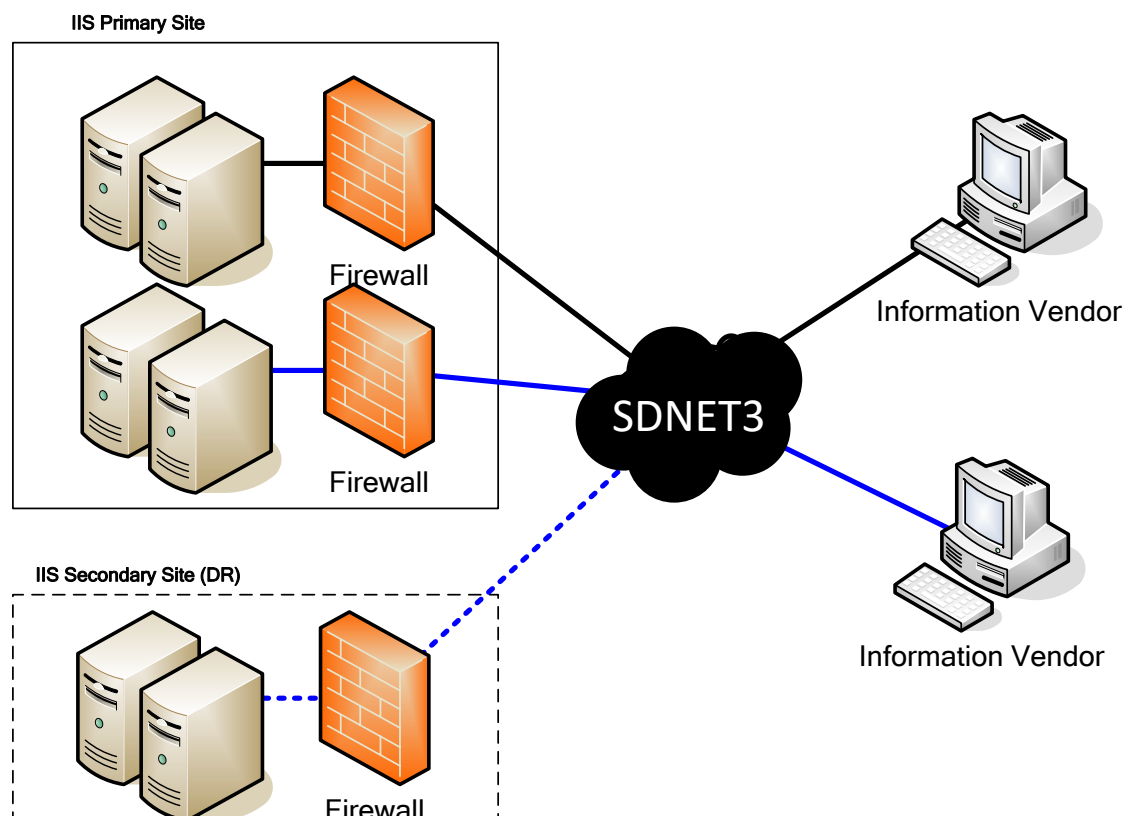 IIS Primary Site
Firewall
Information Vendor
SDNET3
Firewall
IIS Secondary Site (DR)
Information Vendor
Firewall